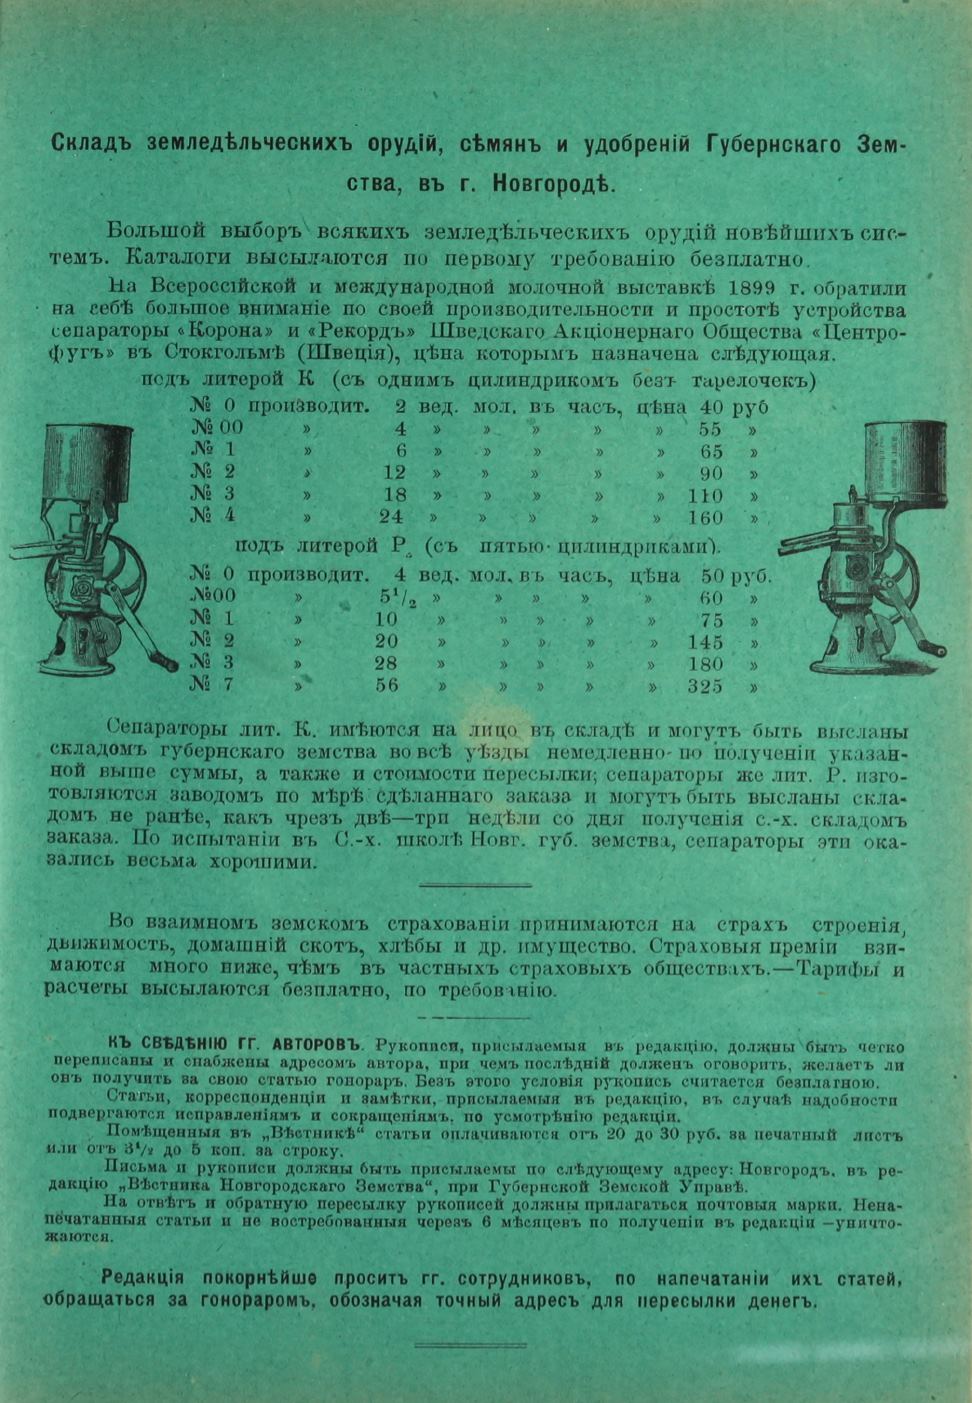 Складъ земледѣльческихъ орудій, сѣмянъ и удобреній Губернскаго Зем-
ства, въ г. Новгородѣ.
Большой выборъ всякихъ земледѣльческихъ орудій новѣйшихъ сис-
темъ. Каталоги высылаются по первому требованію безплатно.
На Всероссійской и международной молочной выставкѣ 1899 г. обратили
на себѣ большое вниманіе по своей производительности и простотѣ устройства
сепараторы «Корона» и «Рекордъ» Шведскаго Акціонернаго Общества «Центро-
фугъ» въ Стокгольмѣ (Швеція), цѣна которымъ назначена слѣдующая.
подъ литерой К (съ однимъ цилиндрикомъ безъ тарелочекъ)
№ 0 производит. 2 вед. мол. въ часъ, цѣна 40 руб
№ 00 » 4 » » » » » 55 »
№ 1 » 6 » » » » » 65 »
№ 2 » 12 » » » » » 90 »
№ 3 » 18 » » » » » 110 »
№ 4 » 24 » » » » » 160 »
подъ литерой Р. (съ пятью цилиндриками).
№ 0 производит. 4 вед. мол. въ часъ, цѣна 50 руб.
№00 » 5½ » » » » » 60 »
№ 1 » 10 » » » » » 75 »
№ 2 » 20 » » » » » 145 »
№ 3 » 28 » » » » » 180 »
№ 7 » 56 » » » » » 325 »
Сепараторы лит. К. имѣются на лицо въ складѣ и могутъ быть высланы
складомъ губернскаго земства во всѣ уѣзды немедленно по полученіи указан-
ной выше суммы, а также и стоимости пересылки; сепараторы же лит. Р. изго-
товляются заводомъ по мѣрѣ сдѣланнаго заказа и могутъ быть высланы скла-
домъ не ранѣе, какъ чрезъ двѣ—три недѣли со дня полученія с.-х. складомъ
заказа. По испытаніи въ С.-х. школѣ Новг. губ. земства, сепараторы эти ока-
зались весьма хорошими.
Во взаимномъ земскомъ страхованіи принимаются на страхъ строенія,
движимость, домашній скотъ, хлѣбы и др. имущество. Страховыя преміи взи-
маются много ниже, чѣмъ въ частныхъ страховыхъ обществахъ.—Тарифы и
расчеты высылаются безплатно, по требованію.
КЪ СВѢДѢНІЮ ГГ. АВТОРОВЪ. Рукописи, присылаемыя въ редакцію, должны быть четко
переписаны и снабжены адресомъ автора, при чемъ послѣдній долженъ оговорить, желаетъ ли
онъ получить за свою статью гонораръ. Безъ этого условія рукопись считается безплатною.
Статьи, корреспонденціи и замѣтки, присылаемыя въ редакцію, въ случаѣ надобности
подвергаются исправленіямъ и сокращеніямъ, по усмотрѣнію редакціи.
Помѣщенныя въ „Вѣстникѣ“ статьи оплачиваются отъ 20 до 30 руб. за печатный листъ
или отъ 3½ до 5 коп. за строку.
Письма и рукописи должны быть присылаемы по слѣдующему адресу: Новгородъ, въ ре-
дакцію „Вѣстника Новгородскаго Земства“, при Губернской Земской Управѣ.
На отвѣтъ и обратную пересылку рукописей должны прилагаться почтовыя марки. Нена-
печатанныя статьи и не востребованныя черезъ 6 мѣсяцевъ по полученіи въ редакціи —уничто-
жаются.
Редакція покорнѣйше проситъ гг. сотрудниковъ, по напечатаніи ихъ статей,
обращаться за гонораромъ, обозначая точный адресъ для пересылки денегъ.